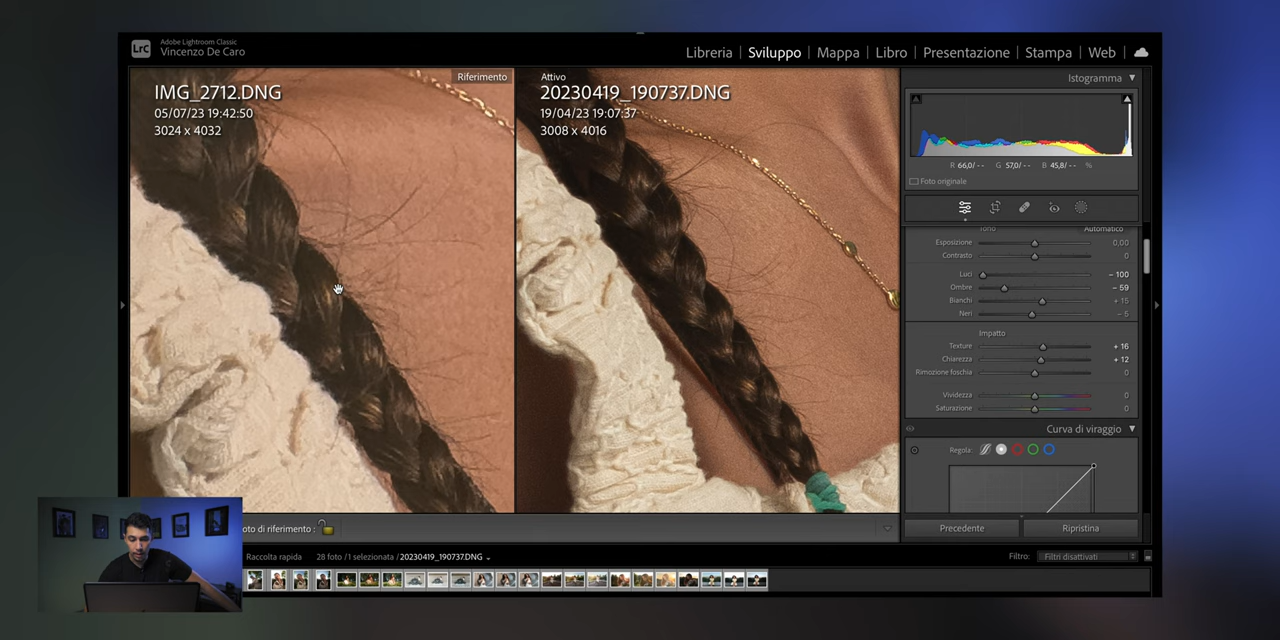 LrC
Adobe Lightroom Classic
Vincenzo De Caro
Libreria | Sviluppo | Mappa | Libro | Presentazione | Stampa | Web
Riferimento
IMG_2712.DNG
05/07/23 19:42:50
3024 x 4032
Attivo
20230419_190737.DNG
19/04/23 19:07:37
3008 x 4016
Istogramma
R 66,0/-- G 57,0/-- B 45,8/-- %
Foto originale
Tono Automatico
Esposizione 0,00
Contrasto 0
Luci – 100
Ombre – 59
Bianchi + 15
Neri – 5
Impatto
Texture + 16
Chiarezza + 12
Rimozione foschia 0
Vividezza 0
Saturazione 0
Curva di viraggio
Regola:
Precedente Ripristina
oto di riferimento :
Raccolta rapida 28 foto /1 selezionata /20230419_190737.DNG
Filtro: Filtri disattivati